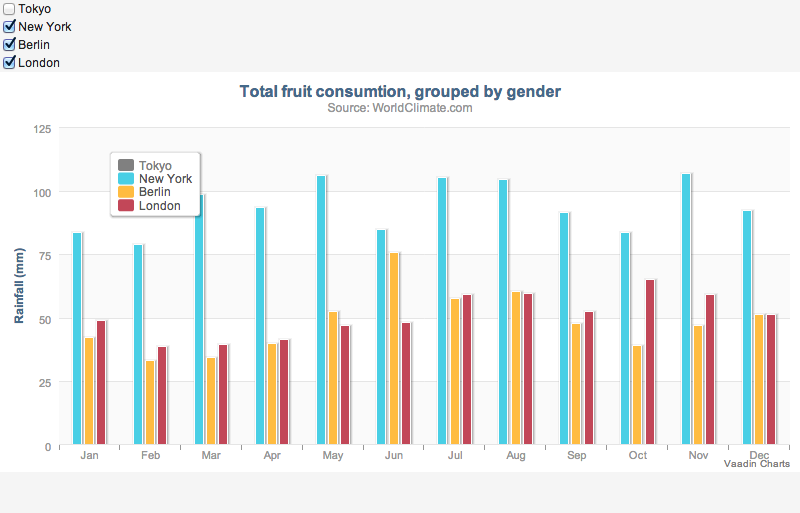 Tokyo
New York
Berlin
London
Total fruit consumtion, grouped by gender
Source: WorldClimate.com
Rainfall (mm)
125
100
75
50
25
0
Tokyo
New York
Berlin
London
Jan Feb Mar Apr May Jun Jul Aug Sep Oct Nov Dec
Vaadin Charts